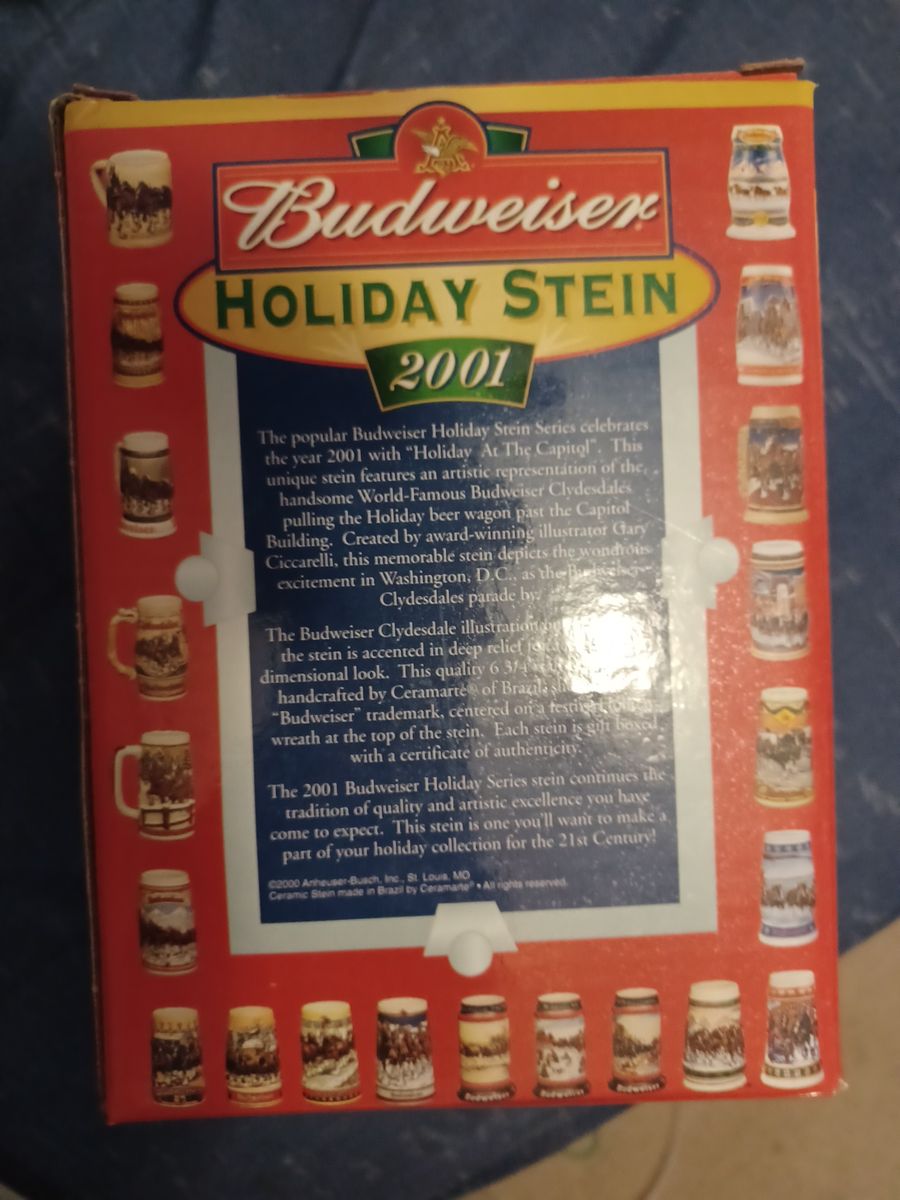 Budweiser
HOLIDAY STEIN
2001
The popular Budweiser Holiday Stein Series celebrates
the year 2001 with "Holiday At The Capitol". This
unique stein features an artistic representation of the
handsome World-Famous Budweiser Clydesdales
pulling the Holiday beer wagon past the Capitol
Building. Created by award-winning illustrator Gary
Ciccarelli, this memorable stein depicts the wondrous
excitement in Washington, D.C., as the Budweiser
Clydesdales parade by.
The Budweiser Clydesdale illustration
the stein is accented in deep relief
dimensional look. This quality 6 3/4"
handcrafted by Ceramarte® of Brazil
"Budweiser" trademark, centered on a festive
wreath at the top of the stein. Each stein is gift boxed
with a certificate of authenticity.
The 2001 Budweiser Holiday Series stein continues the
tradition of quality and artistic excellence you have
come to expect. This stein is one you'll want to make a
part of your holiday collection for the 21st Century!
©2000 Anheuser-Busch, Inc., St. Louis, MO
Ceramic Stein made in Brazil by Ceramarte® • All rights reserved.
Budweiser Budweiser Budweiser